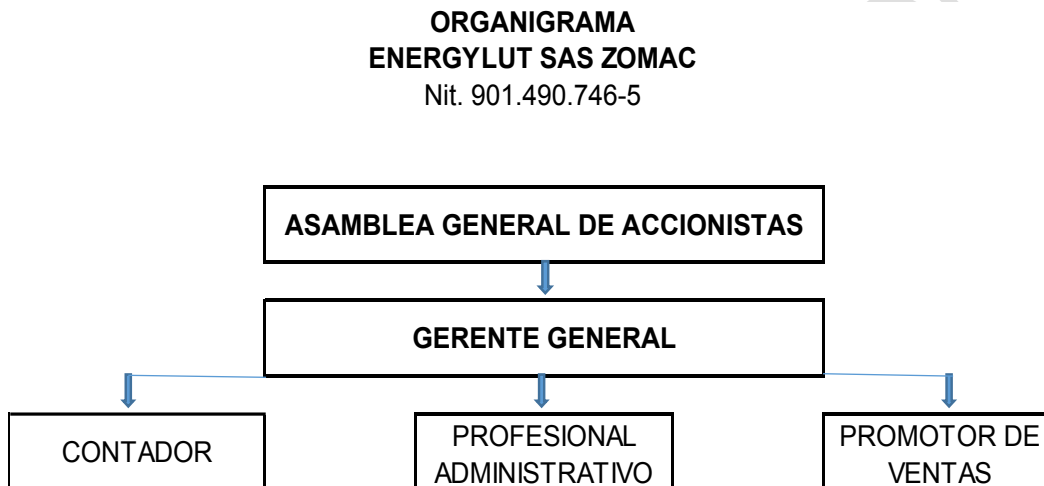 ORGANIGRAMA
ENERGYLUT SAS ZOMAC
Nit. 901.490.746-5
ASAMBLEA GENERAL DE ACCIONISTAS
GERENTE GENERAL
CONTADOR
PROFESIONAL
ADMINISTRATIVO
PROMOTOR DE
VENTAS